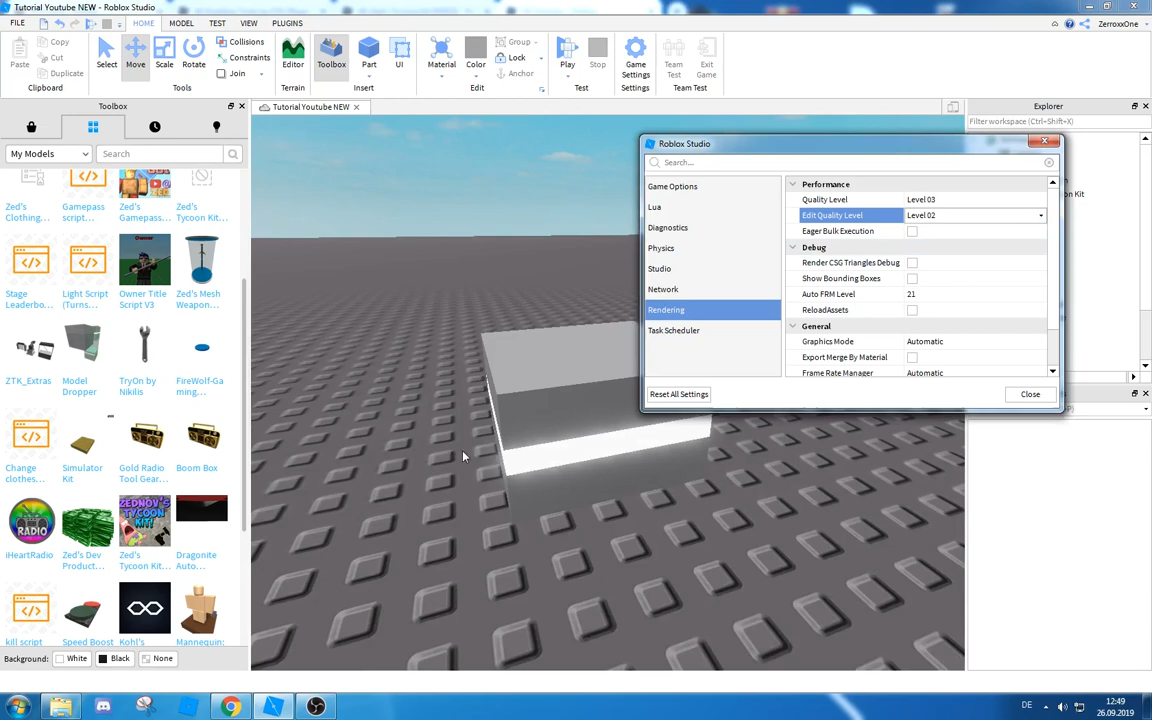 Tutorial Youtube NEW - Roblox Studio
FILE HOME MODEL TEST VIEW PLUGINS ZerroxxOne
Paste Copy Cut Duplicate Select Move Scale Rotate Collisions Constraints Join Editor Toolbox Part UI Material Color Group Lock Anchor Play Stop Game Settings Team Test Exit Game
Clipboard Tools Terrain Insert Edit Test Settings Team Test
Toolbox
Tutorial Youtube NEW
Explorer
Filter workspace (Ctrl+Shift+X)
My Models Search
Zed's Clothing...
Gamepass script...
Zed's Gamepass...
Zed's Tycoon Kit...
Stage Leaderbo...
Light Script (Turns...
Owner Title Script V3
Zed's Mesh Weapon...
ZTK_Extras
Model Dropper
TryOn by Nikilis
FireWolf-Ga ming...
Change clothes...
Simulator Kit
Gold Radio Tool Gear...
Boom Box
RADIO
ZEDNOV'S TYCOON KIT!
iHeartRadio
Zed's Dev Product...
Zed's Tycoon Kit...
Dragonite Auto...
kill script
Speed Boost
Kohl's
Mannequin:
Background: White Black None
Roblox Studio
Search...
Game Options
Lua
Diagnostics
Physics
Studio
Network
Rendering
Task Scheduler
Performance
Quality Level Level 03
Edit Quality Level Level 02
Eager Bulk Execution
Debug
Render CSG Triangles Debug
Show Bounding Boxes
Auto FRM Level 21
ReloadAssets
General
Graphics Mode Automatic
Export Merge By Material
Frame Rate Manager Automatic
Reset All Settings Close
DE 12:49
26.09.2019